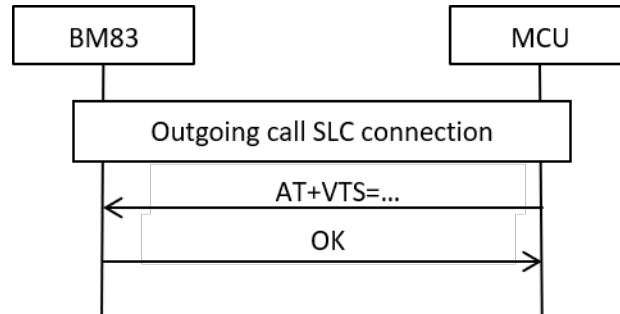 BM83
MCU
Outgoing call SLC connection
AT+VTS=...
OK